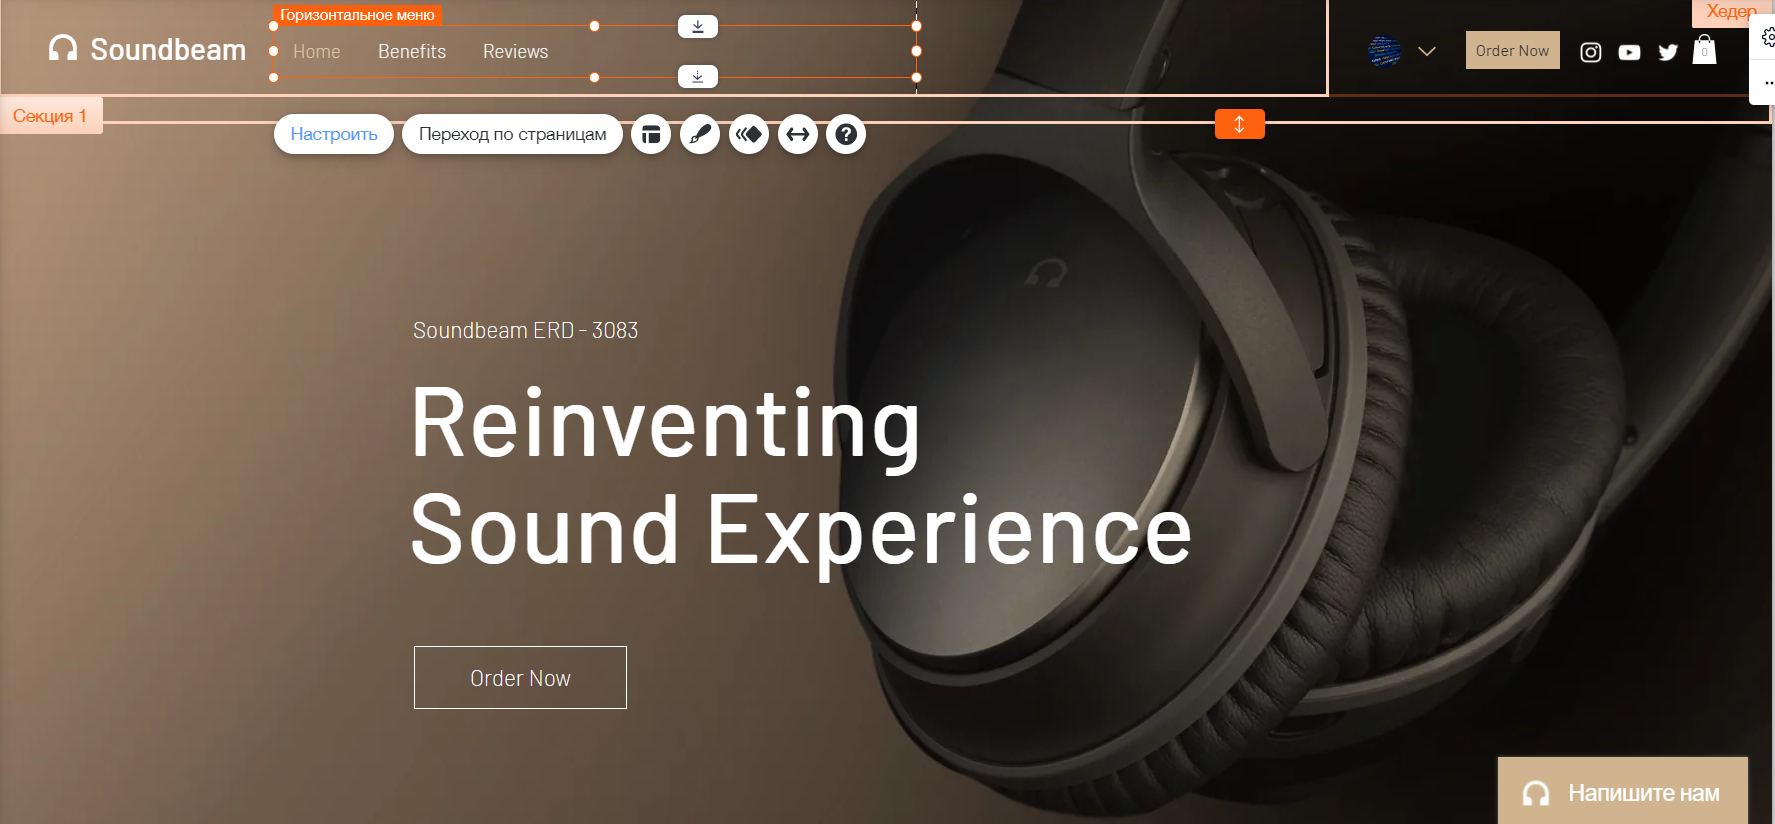 Горизонтальное меню
Хедер
Soundbeam
Home
Benefits
Reviews
Order Now
0
Секция 1
Настроить
Переход по страницам
?
Soundbeam ERD - 3083
Reinventing
Sound Experience
Order Now
Напишите нам